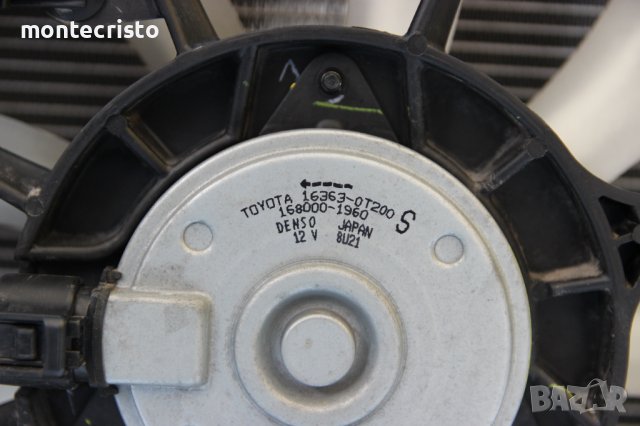 montecristo
TOYOTA 16363-0T200
168000-1960 S
DENSO JAPAN
12 V 8U21
BAZAR